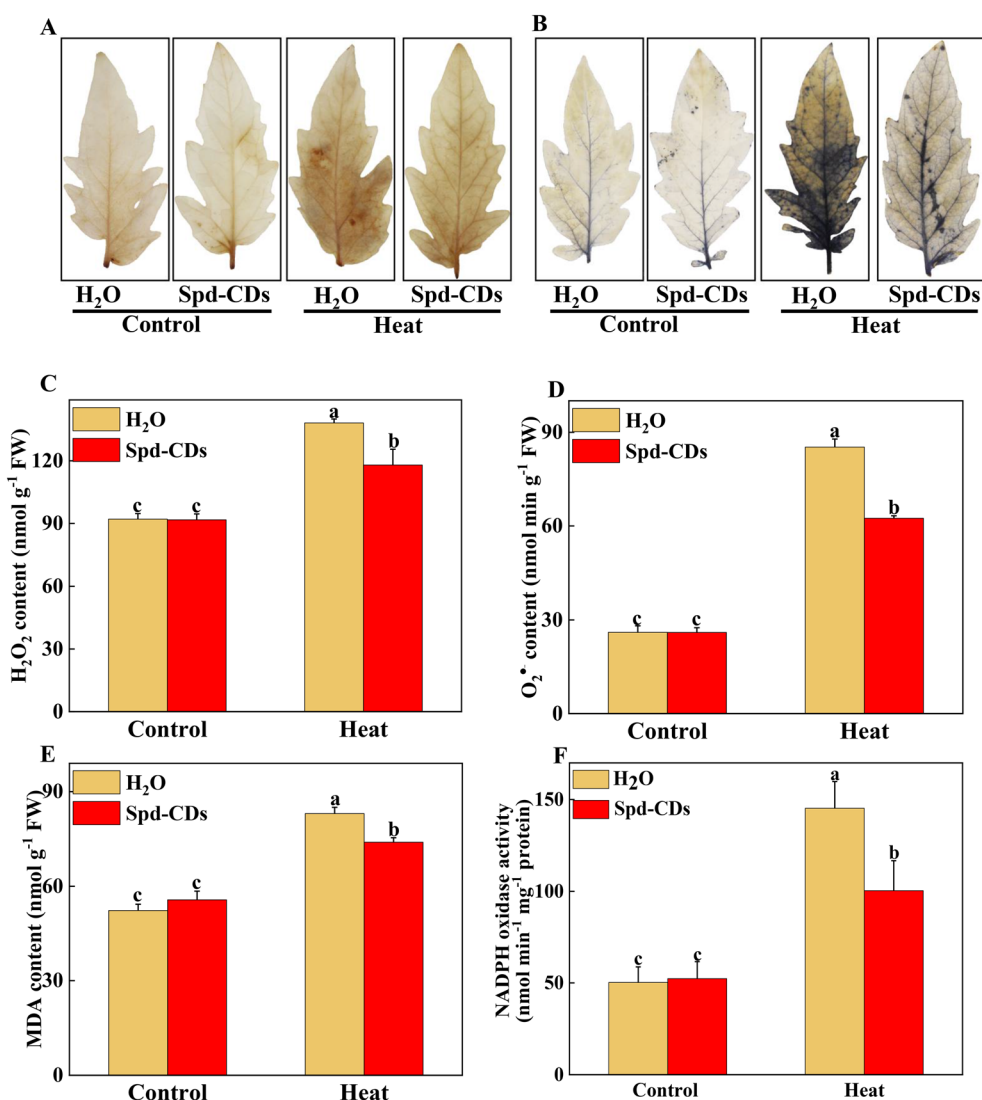 A
B
H₂O Spd-CDs H₂O Spd-CDs
Control Heat
H₂O Spd-CDs H₂O Spd-CDs
Control Heat
C
H₂O
Spd-CDs
H₂O₂ content (nmol g⁻¹ FW)
120
90
60
30
0
c c a b
Control Heat
D
H₂O
Spd-CDs
O₂•⁻ content (nmol min g⁻¹ FW)
90
60
30
0
c c a b
Control Heat
E
H₂O
Spd-CDs
MDA content (nmol g⁻¹ FW)
90
60
30
0
c c a b
Control Heat
F
H₂O
Spd-CDs
NADPH oxidase activity
(nmol min⁻¹ mg⁻¹ protein)
150
100
50
0
c c a b
Control Heat